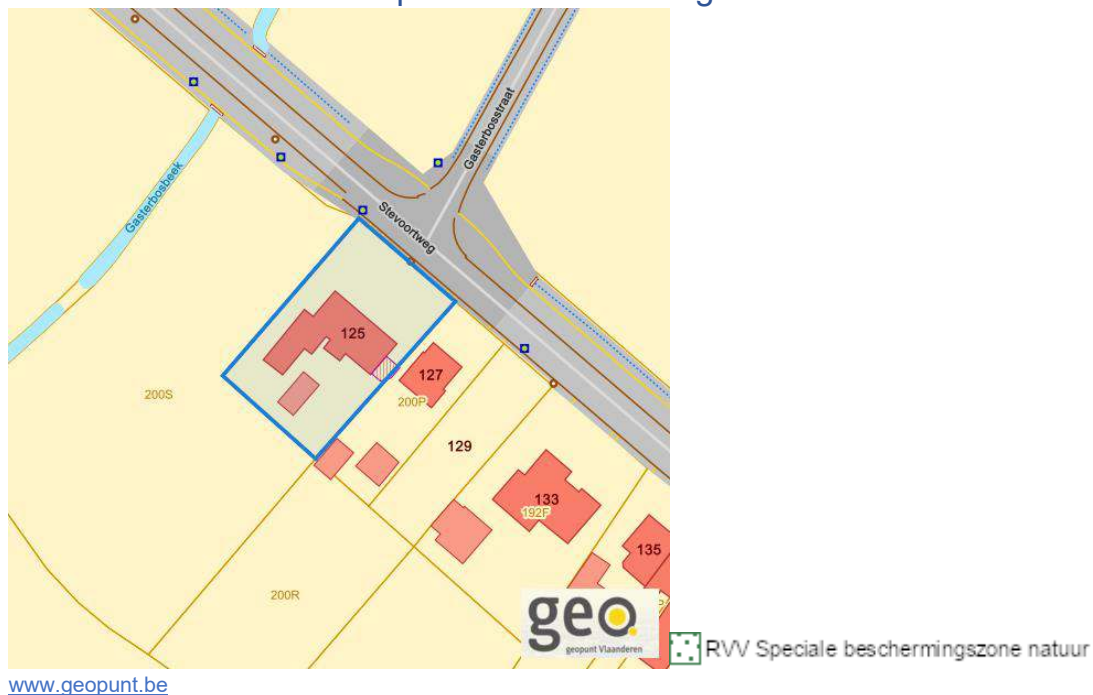 Gasterbosstraat
Gasterbosbeek
Stevoortweg
125
127
200P
200S
129
133
192F
135
200R
geo.
geopunt Vlaanderen
RVV Speciale beschermingszone natuur
www.geopunt.be